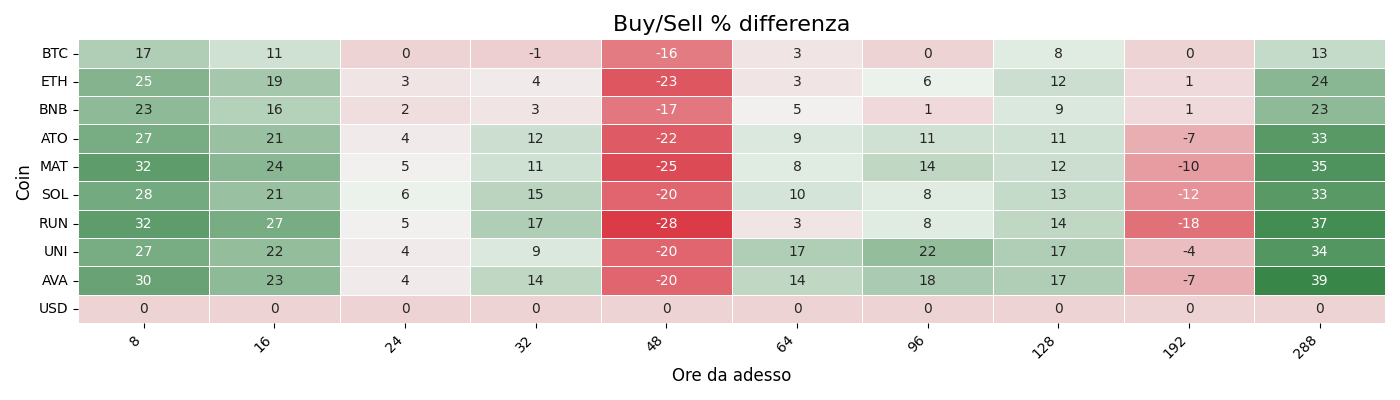 Buy/Sell % differenza
Coin
BTC 17 11 0 -1 -16 3 0 8 0 13
ETH 25 19 3 4 -23 3 6 12 1 24
BNB 23 16 2 3 -17 5 1 9 1 23
ATO 27 21 4 12 -22 9 11 11 -7 33
MAT 32 24 5 11 -25 8 14 12 -10 35
SOL 28 21 6 15 -20 10 8 13 -12 33
RUN 32 27 5 17 -28 3 8 14 -18 37
UNI 27 22 4 9 -20 17 22 17 -4 34
AVA 30 23 4 14 -20 14 18 17 -7 39
USD 0 0 0 0 0 0 0 0 0 0
8 16 24 32 48 64 96 128 192 288
Ore da adesso